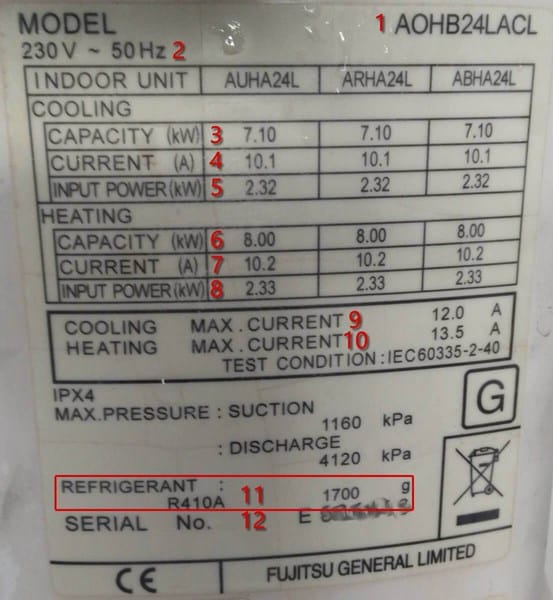 MODEL 1 AOHB24LACL
230 V ~ 50 Hz 2
INDOOR UNIT AUHA24L ARHA24L ABHA24L
COOLING
CAPACITY (kW) 3 7.10 7.10 7.10
CURRENT (A) 4 10.1 10.1 10.1
INPUT POWER(kW) 5 2.32 2.32 2.32
HEATING
CAPACITY (kW) 6 8.00 8.00 8.00
CURRENT (A) 7 10.2 10.2 10.2
INPUT POWER(kW) 8 2.33 2.33 2.33
COOLING MAX.CURRENT 9 12.0 A
HEATING MAX.CURRENT 10 13.5 A
TEST CONDITION:IEC60335-2-40
IPX4
MAX.PRESSURE : SUCTION
1160 kPa
: DISCHARGE
4120 kPa
G
REFRIGERANT :
R410A 11 1700 g
SERIAL No. 12 E
CE FUJITSU GENERAL LIMITED